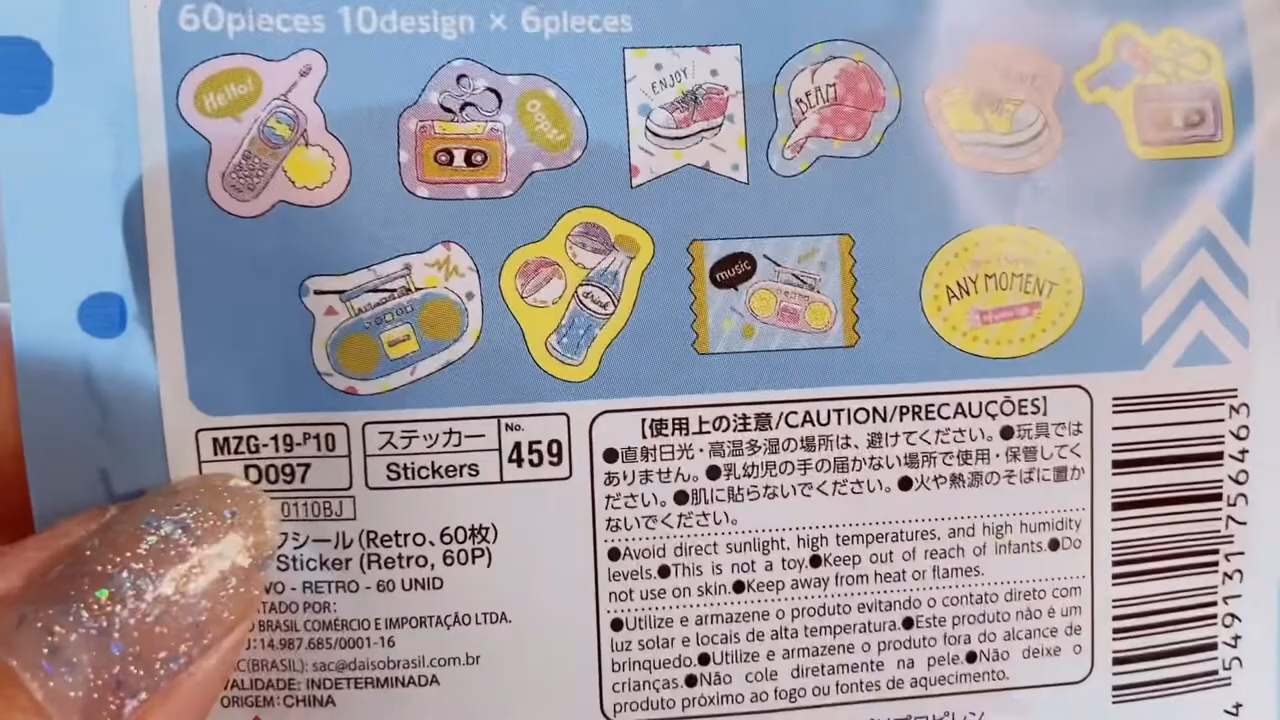 60pieces 10design × 6pieces
Hello!
Oops!
ENJOY
BEAM
drink
music
ANY MOMENT
MZG-19-P10
D097
ステッカー
Stickers
No.
459
0110BJ
シール（Retro、60枚）
Sticker (Retro, 60P)
VO - RETRO - 60 UNID
TADO POR:
BRASIL COMÉRCIO E IMPORTAÇÃO LTDA.
:14.987.685/0001-16
AC(BRASIL): sac@daisobrasil.com.br
VALIDADE: INDETERMINADA
ORIGEM:CHINA
【使用上の注意/CAUTION/PRECAUÇÕES】
●直射日光・高温多湿の場所は、避けてください。●玩具では
ありません。●乳幼児の手の届かない場所で使用・保管してく
ださい。●肌に貼らないでください。●火や熱源のそばに置か
ないでください。
●Avoid direct sunlight, high temperatures, and high humidity
levels.●This is not a toy.●Keep out of reach of infants.●Do
not use on skin.●Keep away from heat or flames.
●Utilize e armazene o produto evitando o contato direto com
luz solar e locais de alta temperatura.●Este produto não é um
brinquedo.●Utilize e armazene o produto fora do alcance de
crianças.●Não cole diretamente na pele.●Não deixe o
produto próximo ao fogo ou fontes de aquecimento.
4 549131 756463